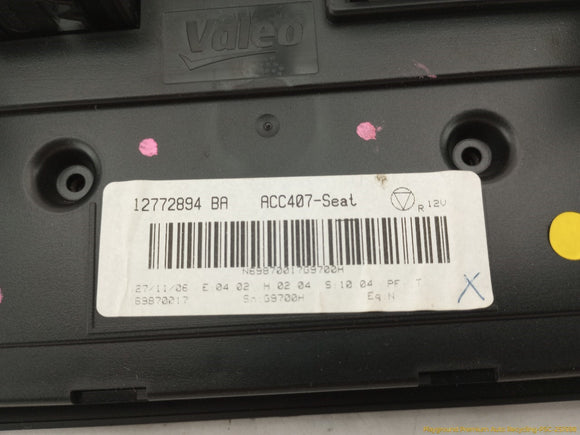 Valeo
12772894 BA ACC407-Seat R 12V
N69870017G9700H
27/11/06 E:04 02 H 02 04 S:10 04 PF: T
69870017 Sn:G9700H Eq N
X